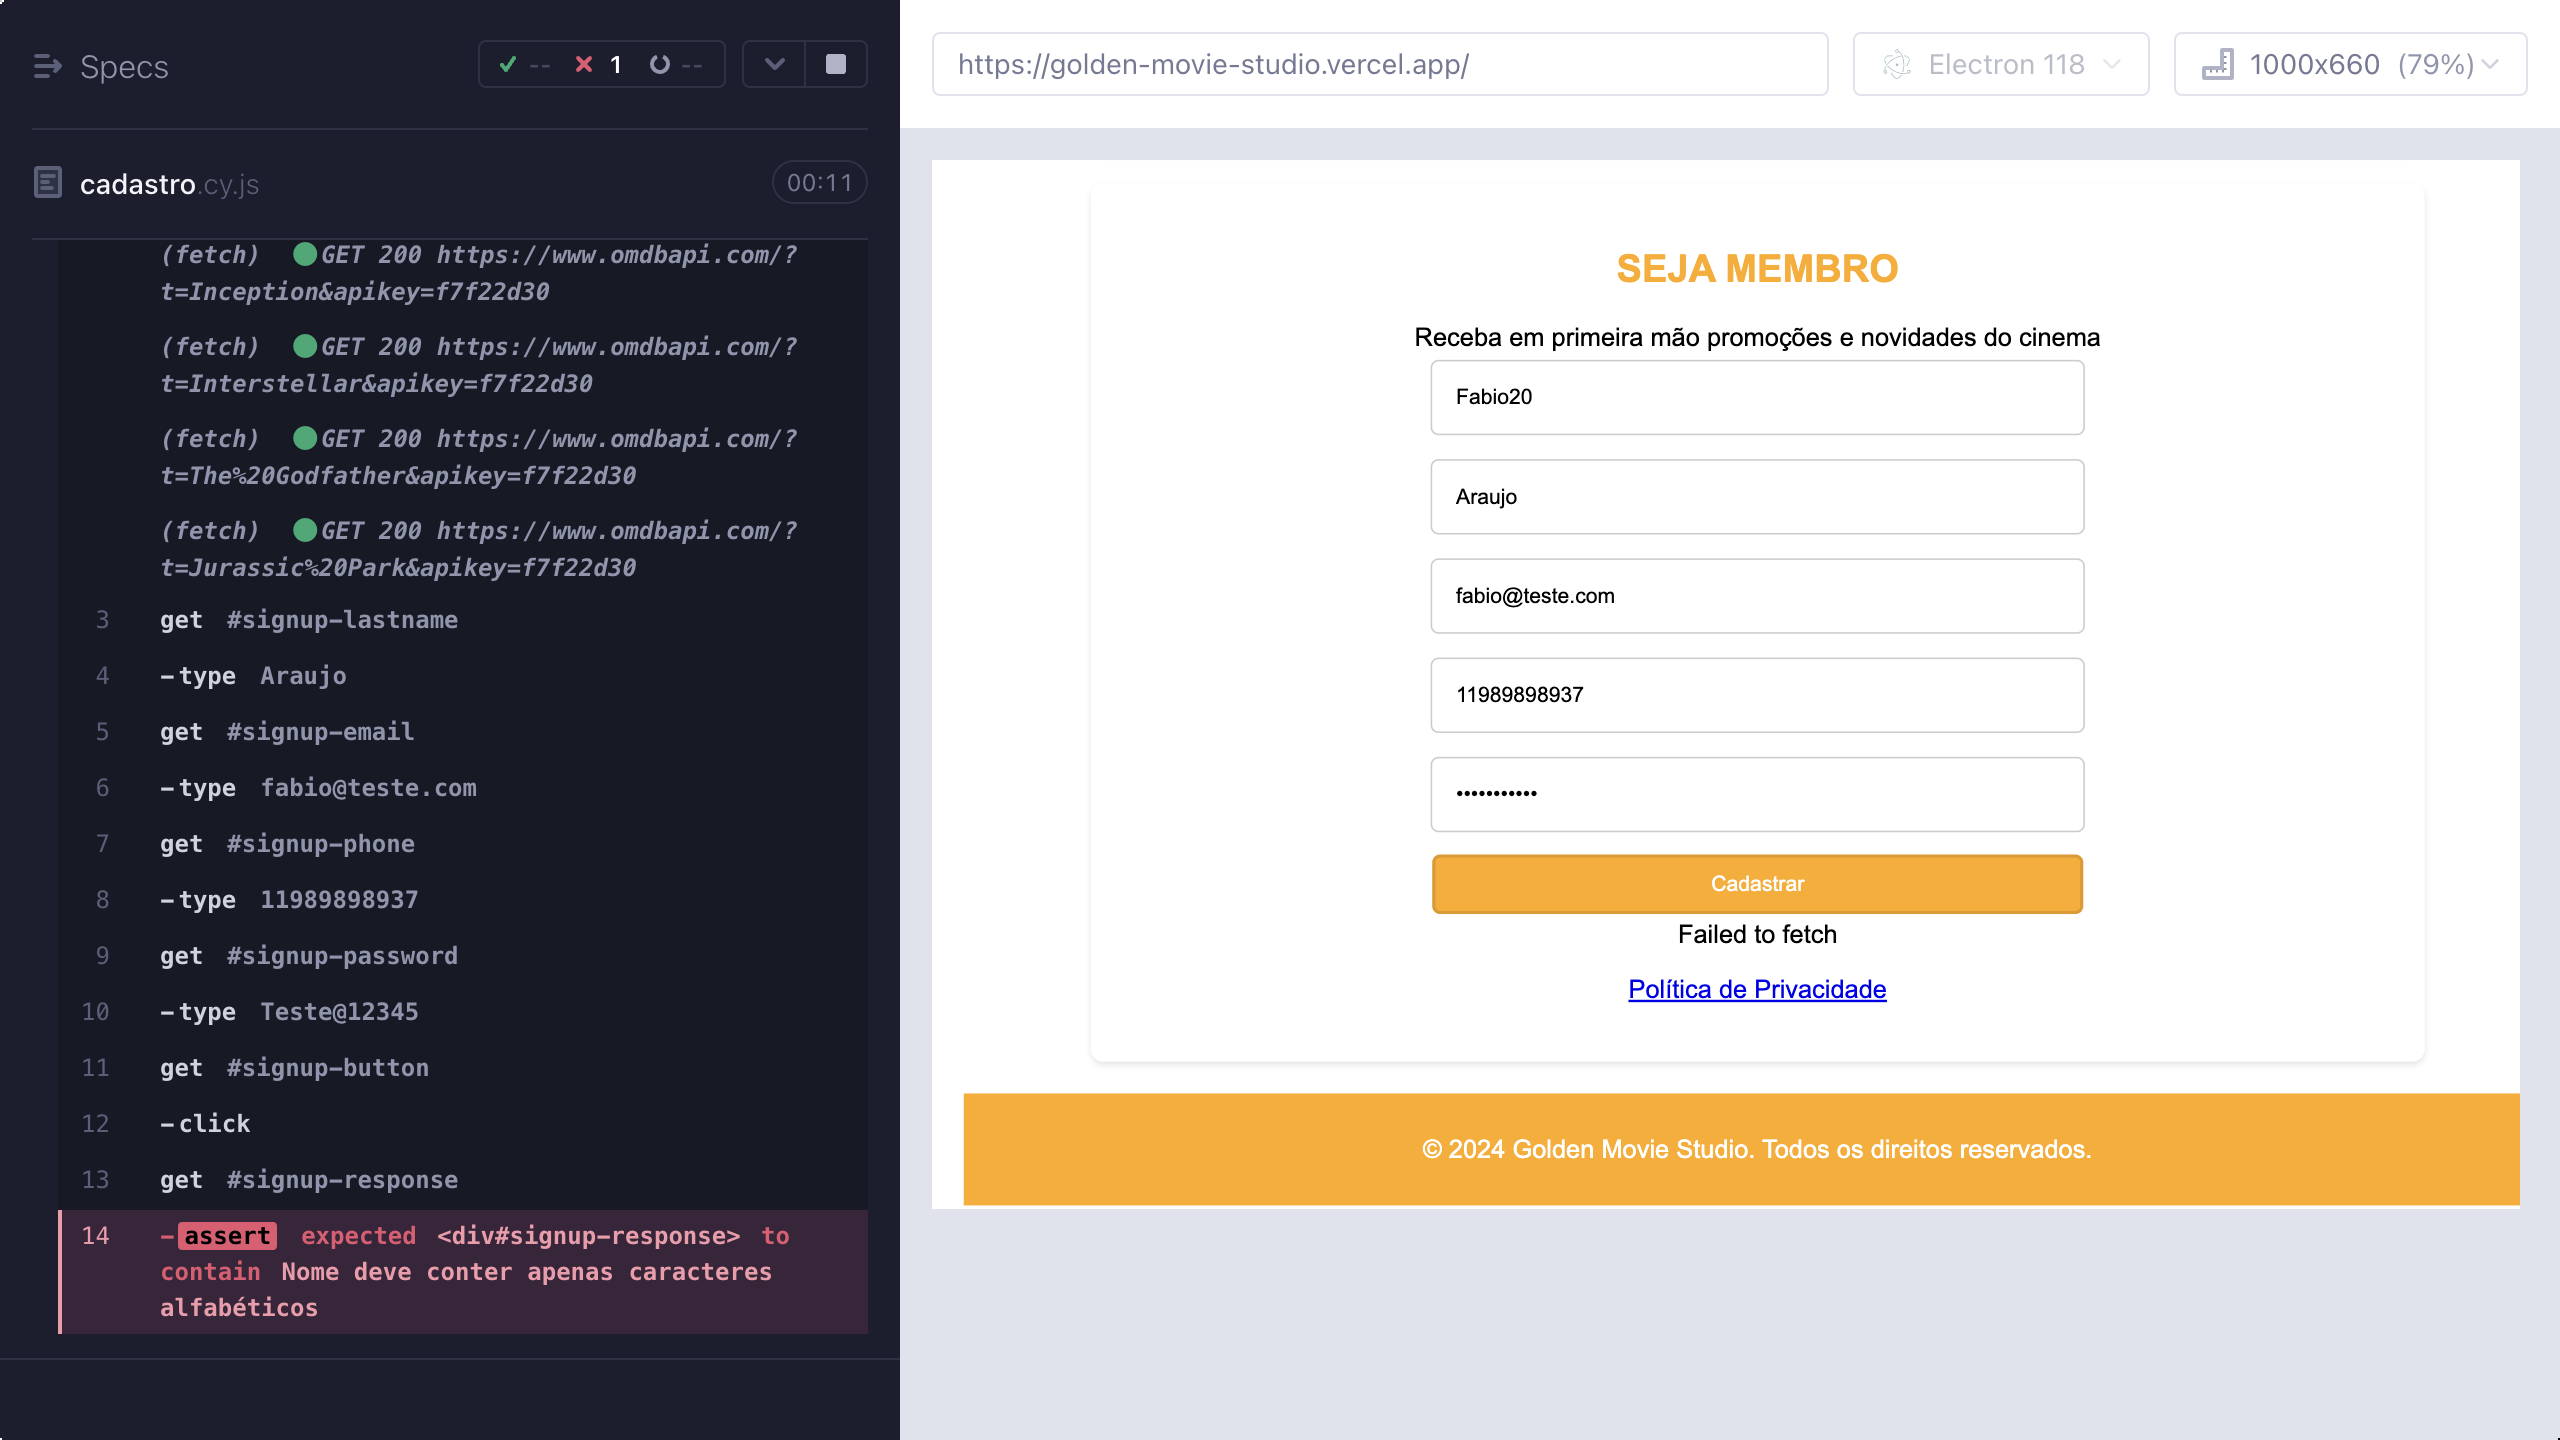 Specs
-- 1 --
cadastro.cy.js
00:11
(fetch) GET 200 https://www.omdbapi.com/?
t=Inception&apikey=f7f22d30
(fetch) GET 200 https://www.omdbapi.com/?
t=Interstellar&apikey=f7f22d30
(fetch) GET 200 https://www.omdbapi.com/?
t=The%20Godfather&apikey=f7f22d30
(fetch) GET 200 https://www.omdbapi.com/?
t=Jurassic%20Park&apikey=f7f22d30
3 get #signup-lastname
4 -type Araujo
5 get #signup-email
6 -type fabio@teste.com
7 get #signup-phone
8 -type 11989898937
9 get #signup-password
10 -type Teste@12345
11 get #signup-button
12 -click
13 get #signup-response
14 -assert expected <div#signup-response> to
contain Nome deve conter apenas caracteres
alfabéticos
https://golden-movie-studio.vercel.app/
Electron 118
1000x660 (79%)
SEJA MEMBRO
Receba em primeira mão promoções e novidades do cinema
Fabio20
Araujo
fabio@teste.com
11989898937
•••••••••••
Cadastrar
Failed to fetch
Política de Privacidade
© 2024 Golden Movie Studio. Todos os direitos reservados.